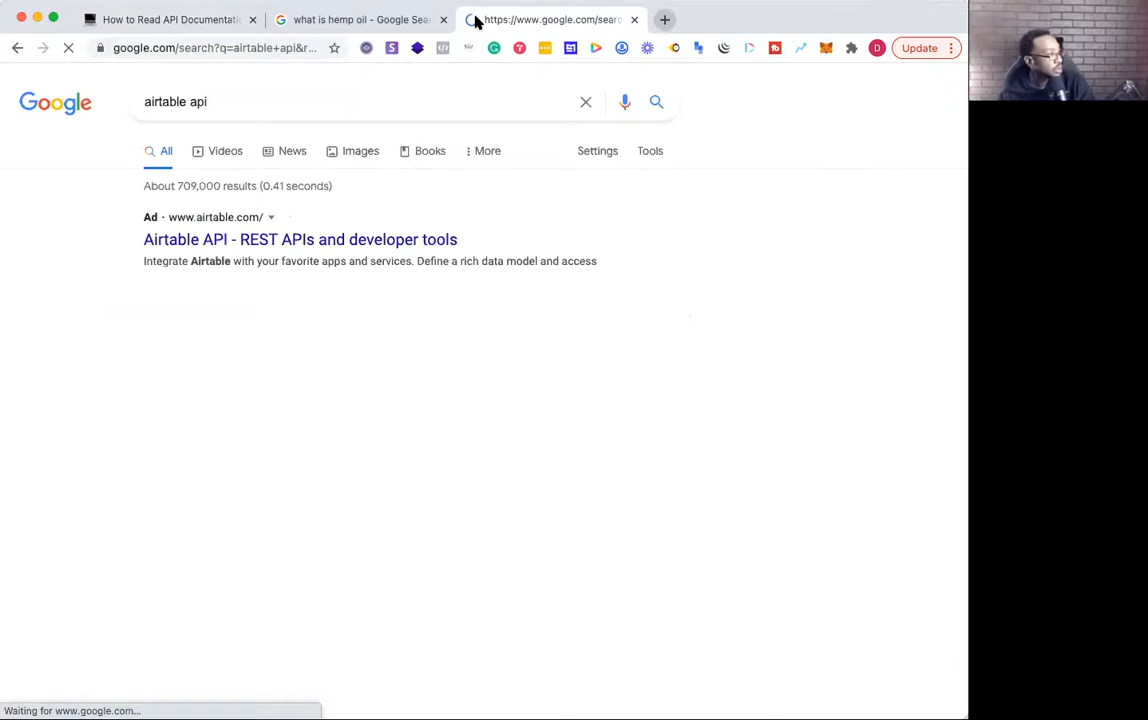 How to Read API Documentati
what is hemp oil - Google Sea
https://www.google.com/searc
google.com/search?q=airtable+api&r...
Update
Google
airtable api
All
Videos
News
Images
Books
More
Settings
Tools
About 709,000 results (0.41 seconds)
Ad · www.airtable.com/
Airtable API - REST APIs and developer tools
Integrate Airtable with your favorite apps and services. Define a rich data model and access
Waiting for www.google.com...